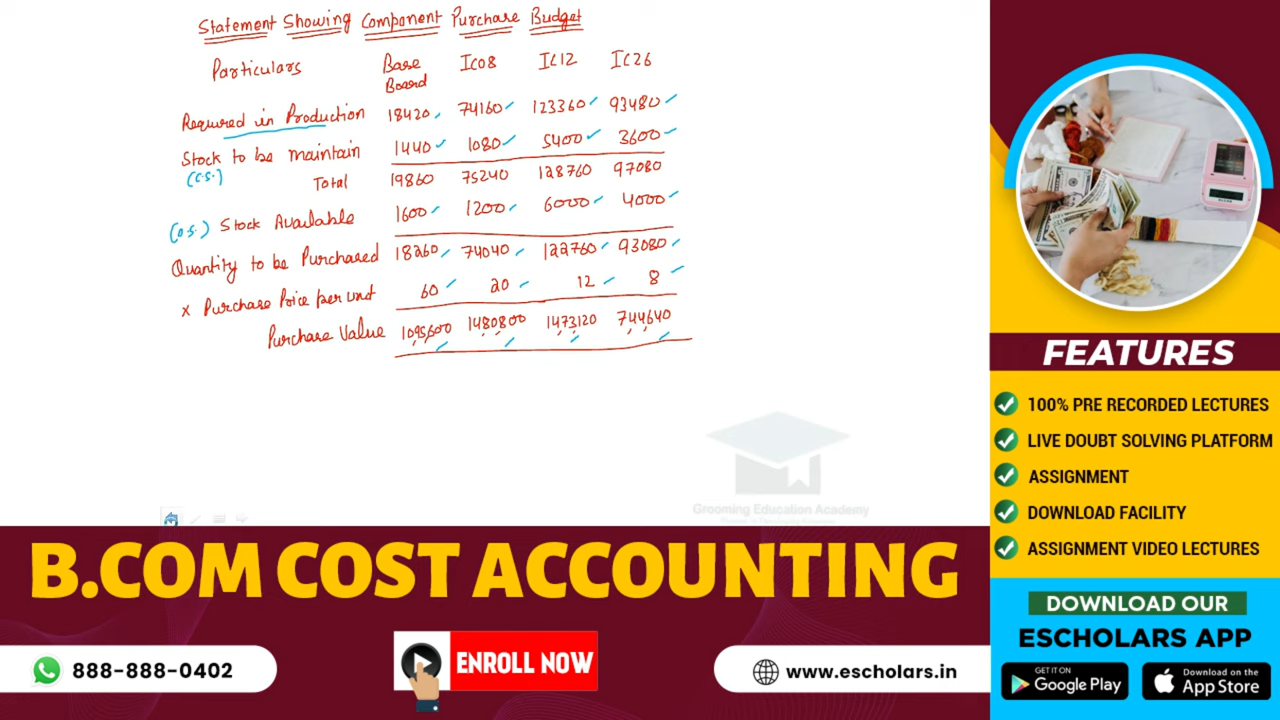 Statement Showing Component Purchase Budget
Particulars Base Board IC08 IC12 IC26
Required in Production 18420 74160 123360 93480
Stock to be maintain 1440 1080 5400 3600
(C.S.) Total 19860 75240 128760 97080
(O.S.) Stock Available 1600 1200 6000 4000
Quantity to be Purchased 18260 74040 122760 93080
x Purchase Price per unit 60 20 12 8
Purchase Value 1095600 1480800 1473120 744640
Grooming Education Academy
FEATURES
100% PRE RECORDED LECTURES
LIVE DOUBT SOLVING PLATFORM
ASSIGNMENT
DOWNLOAD FACILITY
ASSIGNMENT VIDEO LECTURES
B.COM COST ACCOUNTING
888-888-0402
ENROLL NOW
www.escholars.in
DOWNLOAD OUR
ESCHOLARS APP
GET IT ON
Google Play
Download on the
App Store